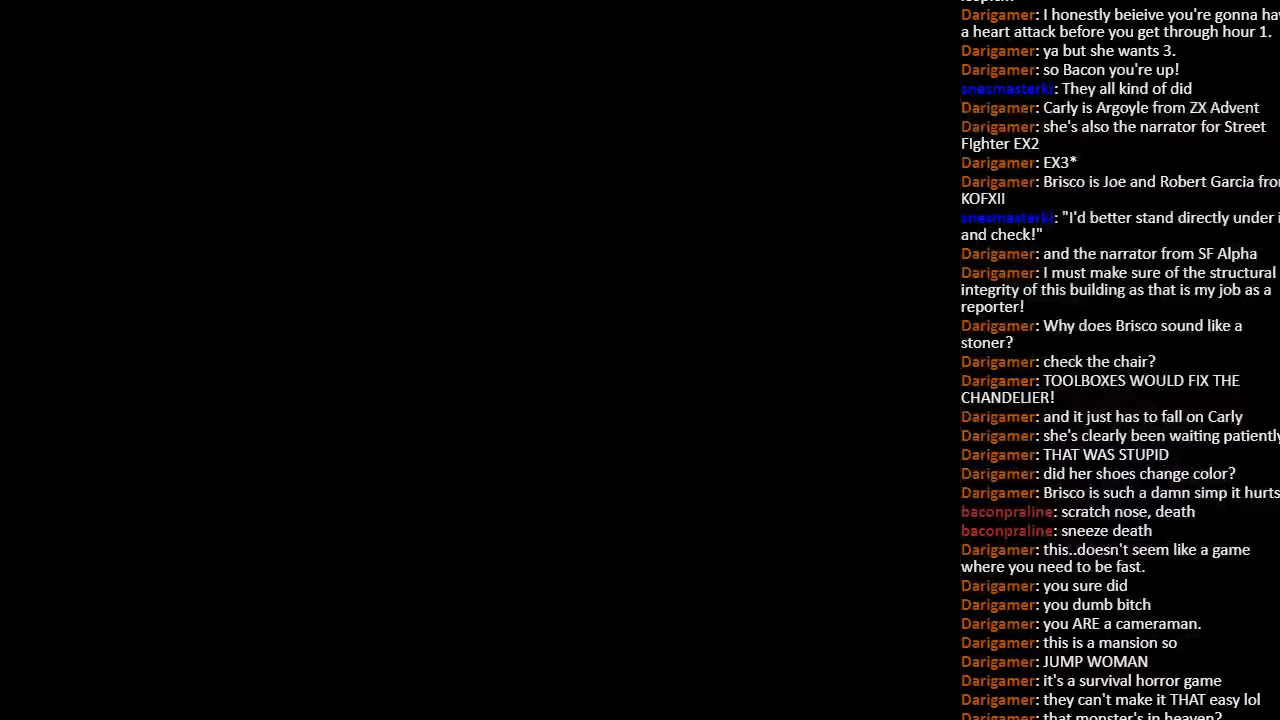 Darigamer: I honestly beieive you're gonna hav
a heart attack before you get through hour 1.
Darigamer: ya but she wants 3.
Darigamer: so Bacon you're up!
snesmasterki: They all kind of did
Darigamer: Carly is Argoyle from ZX Advent
Darigamer: she's also the narrator for Street
FIghter EX2
Darigamer: EX3*
Darigamer: Brisco is Joe and Robert Garcia fro
KOFXII
snesmasterki: "I'd better stand directly under i
and check!"
Darigamer: and the narrator from SF Alpha
Darigamer: I must make sure of the structural
integrity of this building as that is my job as a
reporter!
Darigamer: Why does Brisco sound like a
stoner?
Darigamer: check the chair?
Darigamer: TOOLBOXES WOULD FIX THE
CHANDELIER!
Darigamer: and it just has to fall on Carly
Darigamer: she's clearly been waiting patiently
Darigamer: THAT WAS STUPID
Darigamer: did her shoes change color?
Darigamer: Brisco is such a damn simp it hurts
baconpraline: scratch nose, death
baconpraline: sneeze death
Darigamer: this..doesn't seem like a game
where you need to be fast.
Darigamer: you sure did
Darigamer: you dumb bitch
Darigamer: you ARE a cameraman.
Darigamer: this is a mansion so
Darigamer: JUMP WOMAN
Darigamer: it's a survival horror game
Darigamer: they can't make it THAT easy lol
Darigamer: that monster's in heaven?